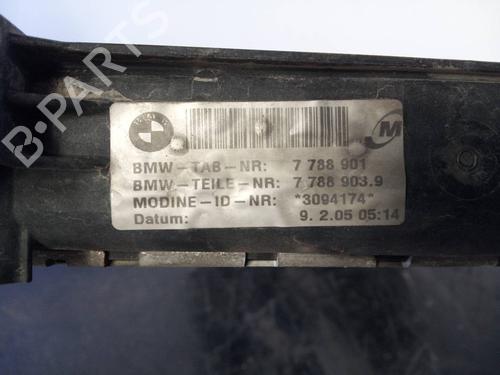 BMW
BMW-TAB-NR: 7 788 901
BMW-TEILE-NR: 7 788 903.9
MODINE-ID-NR: *3094174*
Datum: 9. 2.05 05:14
B-PARTS